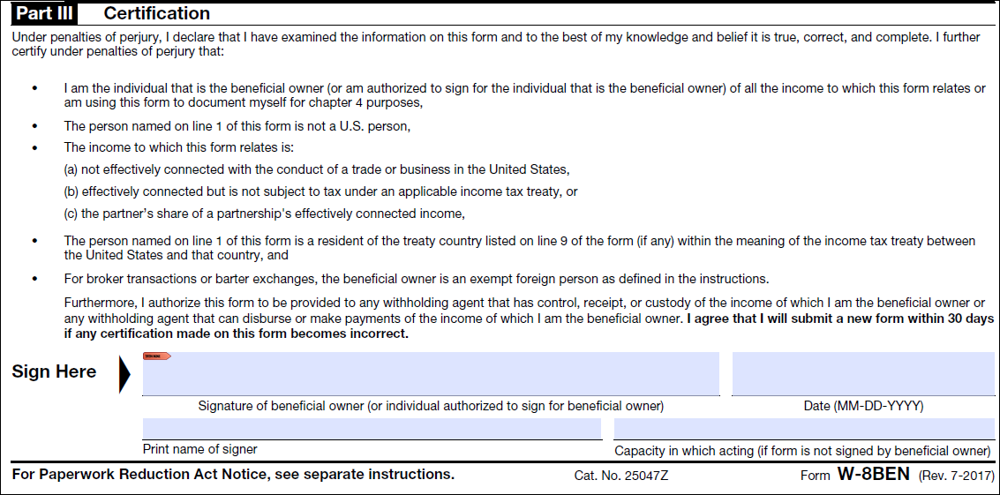 Part III Certification
Under penalties of perjury, I declare that I have examined the information on this form and to the best of my knowledge and belief it is true, correct, and complete. I further
certify under penalties of perjury that:
• I am the individual that is the beneficial owner (or am authorized to sign for the individual that is the beneficial owner) of all the income to which this form relates or
am using this form to document myself for chapter 4 purposes,
• The person named on line 1 of this form is not a U.S. person,
• The income to which this form relates is:
(a) not effectively connected with the conduct of a trade or business in the United States,
(b) effectively connected but is not subject to tax under an applicable income tax treaty, or
(c) the partner’s share of a partnership's effectively connected income,
• The person named on line 1 of this form is a resident of the treaty country listed on line 9 of the form (if any) within the meaning of the income tax treaty between
the United States and that country, and
• For broker transactions or barter exchanges, the beneficial owner is an exempt foreign person as defined in the instructions.
Furthermore, I authorize this form to be provided to any withholding agent that has control, receipt, or custody of the income of which I am the beneficial owner or
any withholding agent that can disburse or make payments of the income of which I am the beneficial owner. I agree that I will submit a new form within 30 days
if any certification made on this form becomes incorrect.
Sign Here
Signature of beneficial owner (or individual authorized to sign for beneficial owner) Date (MM-DD-YYYY)
Print name of signer Capacity in which acting (if form is not signed by beneficial owner)
For Paperwork Reduction Act Notice, see separate instructions. Cat. No. 25047Z Form W-8BEN (Rev. 7-2017)